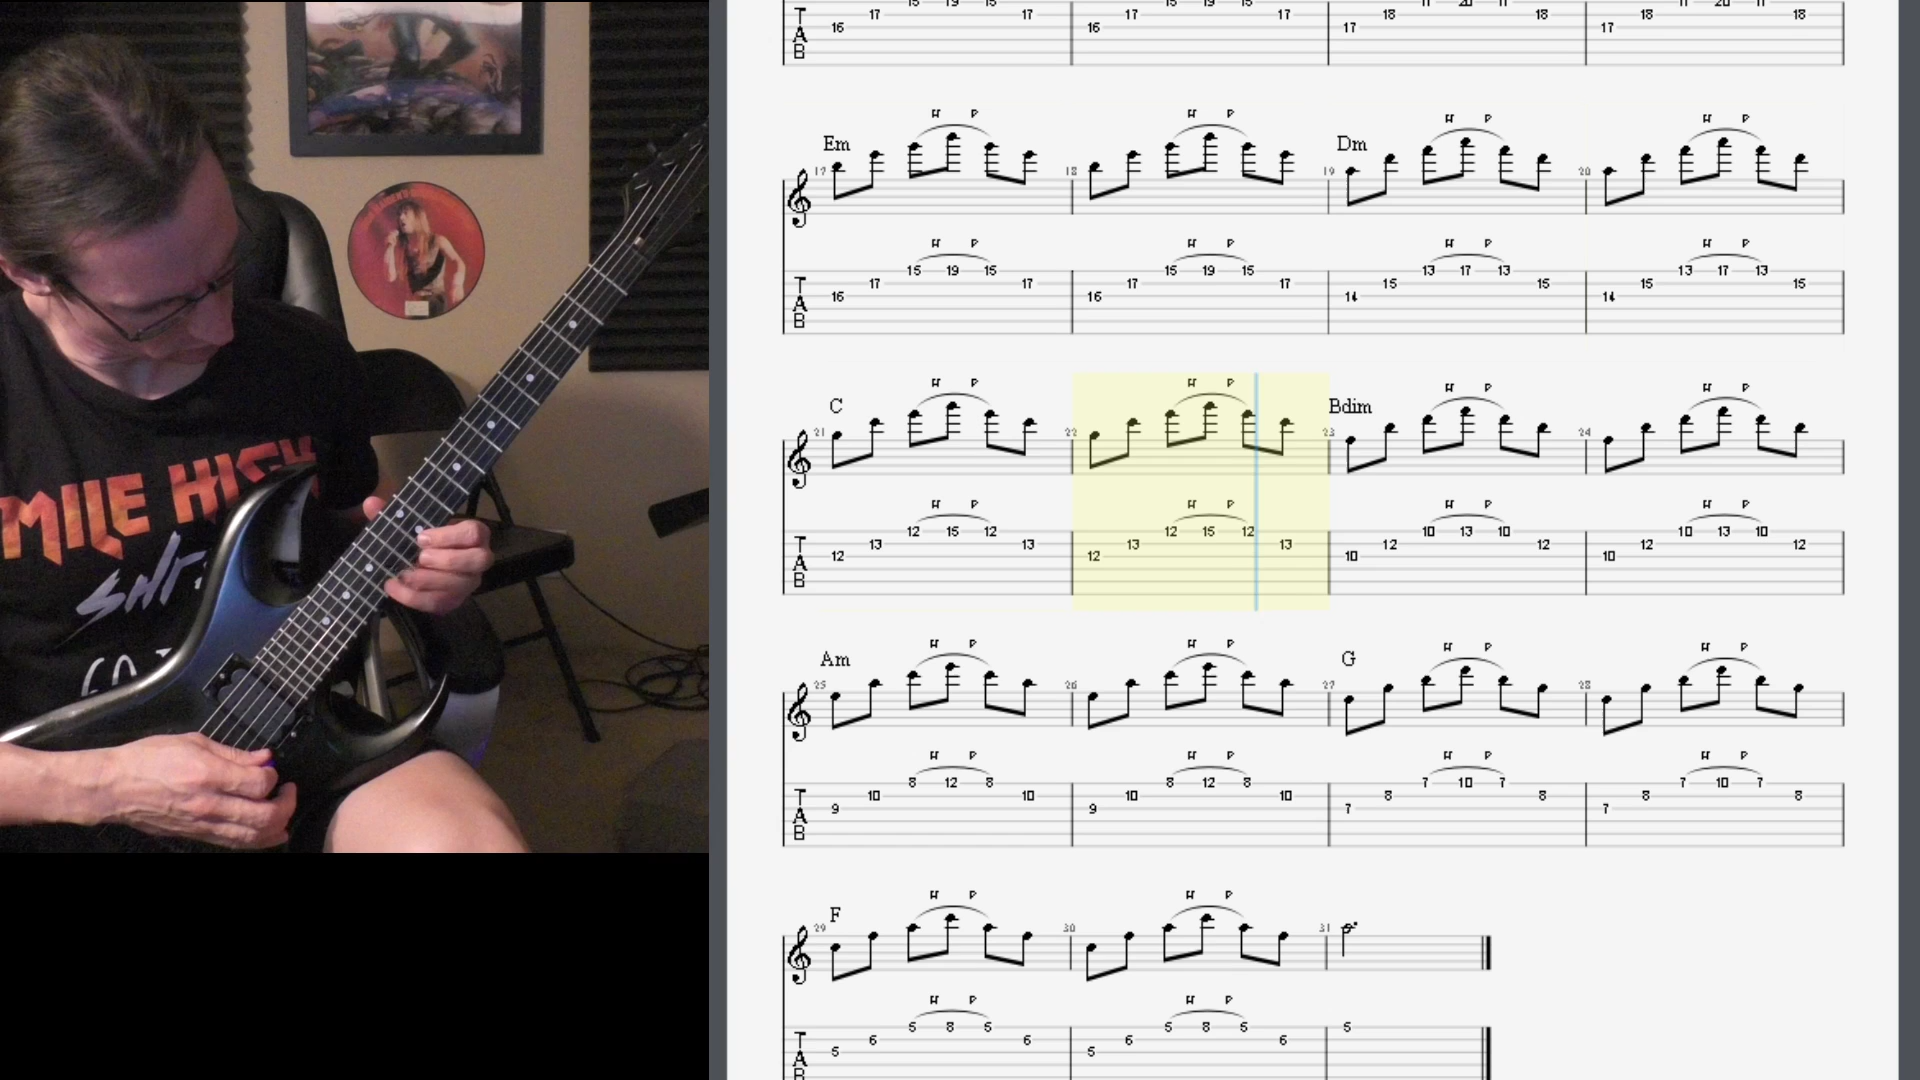 15 19 15 15 19 15 11 20 11 11 20 11
T 17 17 17 17 18 18 18 18
A 16 16 17 17
B
H P H P H P H P
Em Dm
17 18 19 20
H P H P H P H P
15 19 15 15 19 15 13 17 13 13 17 13
T 17 17 17 17 15 15 15 15
A 16 16 14 14
B
H P H P H P H P
C Bdim
21 22 23 24
H P H P H P H P
12 15 12 12 15 12 10 13 10 10 13 10
T 13 13 13 13 12 12 12 12
A 12 12 10 10
B
H P H P H P H P
Am G
25 26 27 28
H P H P H P H P
8 12 8 8 12 8 7 10 7 7 10 7
T 10 10 10 10 8 8 8 8
A 9 9 7 7
B
H P H P
F
29 30 31
H P H P
5 8 5 5 8 5 5
T 6 6 6 6
A 5 5
B
MILE HIGH